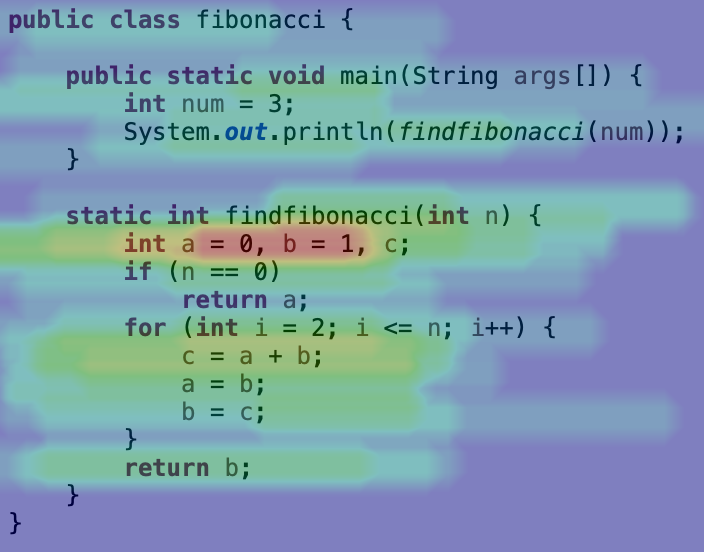 public class fibonacci {
    public static void main(String args[]) {
        int num = 3;
        System.out.println(findfibonacci(num));
    }
    static int findfibonacci(int n) {
        int a = 0, b = 1, c;
        if (n == 0)
            return a;
        for (int i = 2; i <= n; i++) {
            c = a + b;
            a = b;
            b = c;
        }
        return b;
    }
}